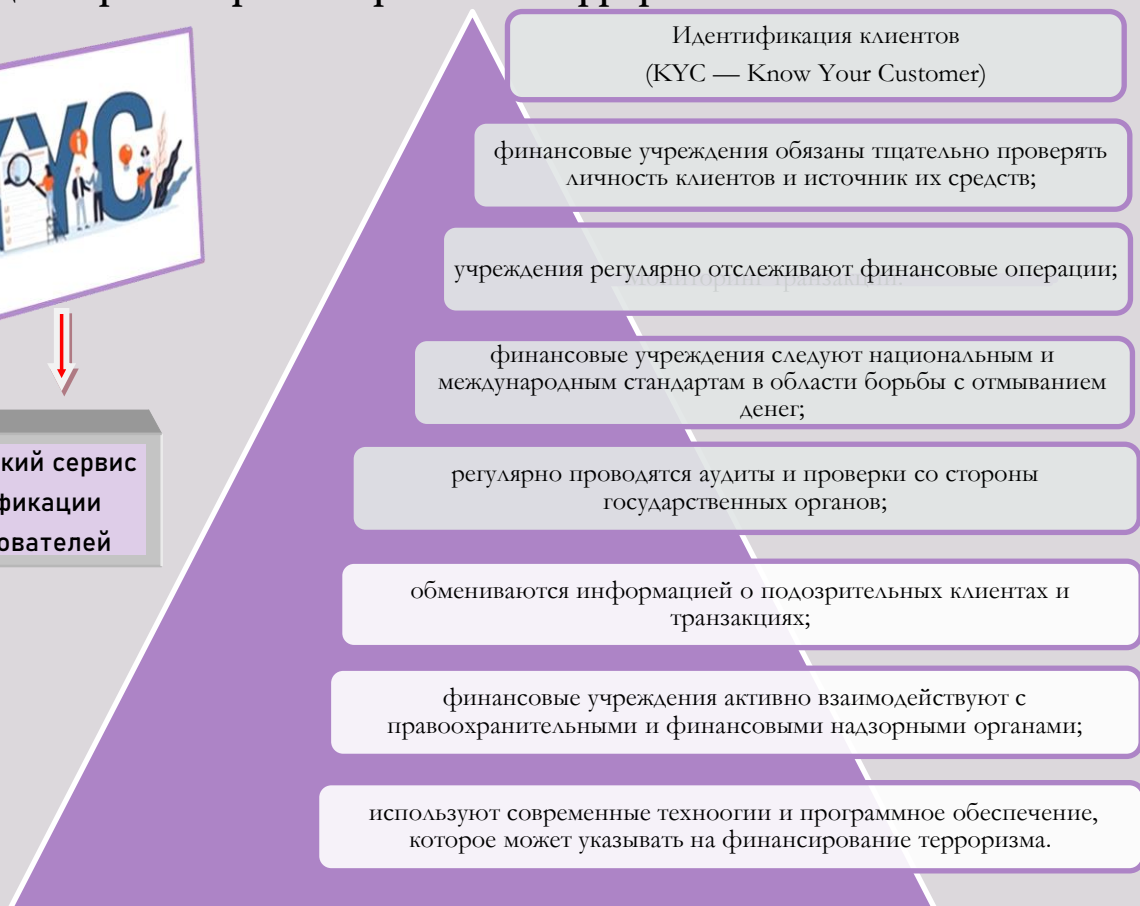 KYC
кий сервис
фикации
ователей
Идентификация клиентов
(KYC — Know Your Customer)
финансовые учреждения обязаны тщательно проверять
личность клиентов и источник их средств;
учреждения регулярно отслеживают финансовые операции;
мониторинг транзакций:
финансовые учреждения следуют национальным и
международным стандартам в области борьбы с отмыванием
денег;
регулярно проводятся аудиты и проверки со стороны
государственных органов;
обмениваются информацией о подозрительных клиентах и
транзакциях;
финансовые учреждения активно взаимодействуют с
правоохранительными и финансовыми надзорными органами;
используют современные техноогии и программное обеспечение,
которое может указывать на финансирование терроризма.